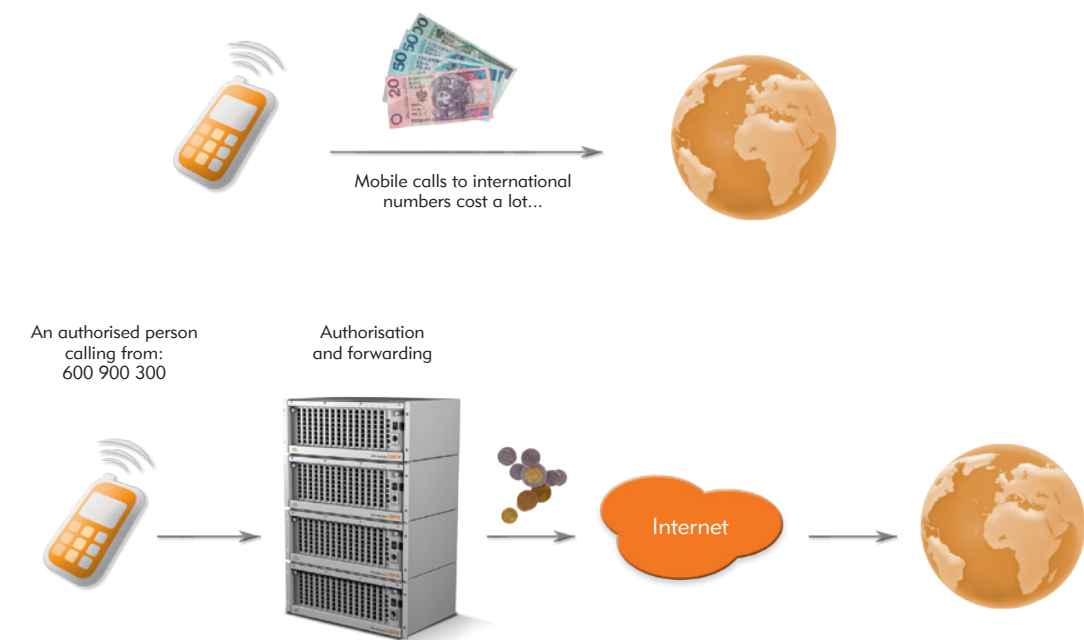 Mobile calls to international
numbers cost a lot...
An authorised person
calling from:
600 900 300
Authorisation
and forwarding
Internet